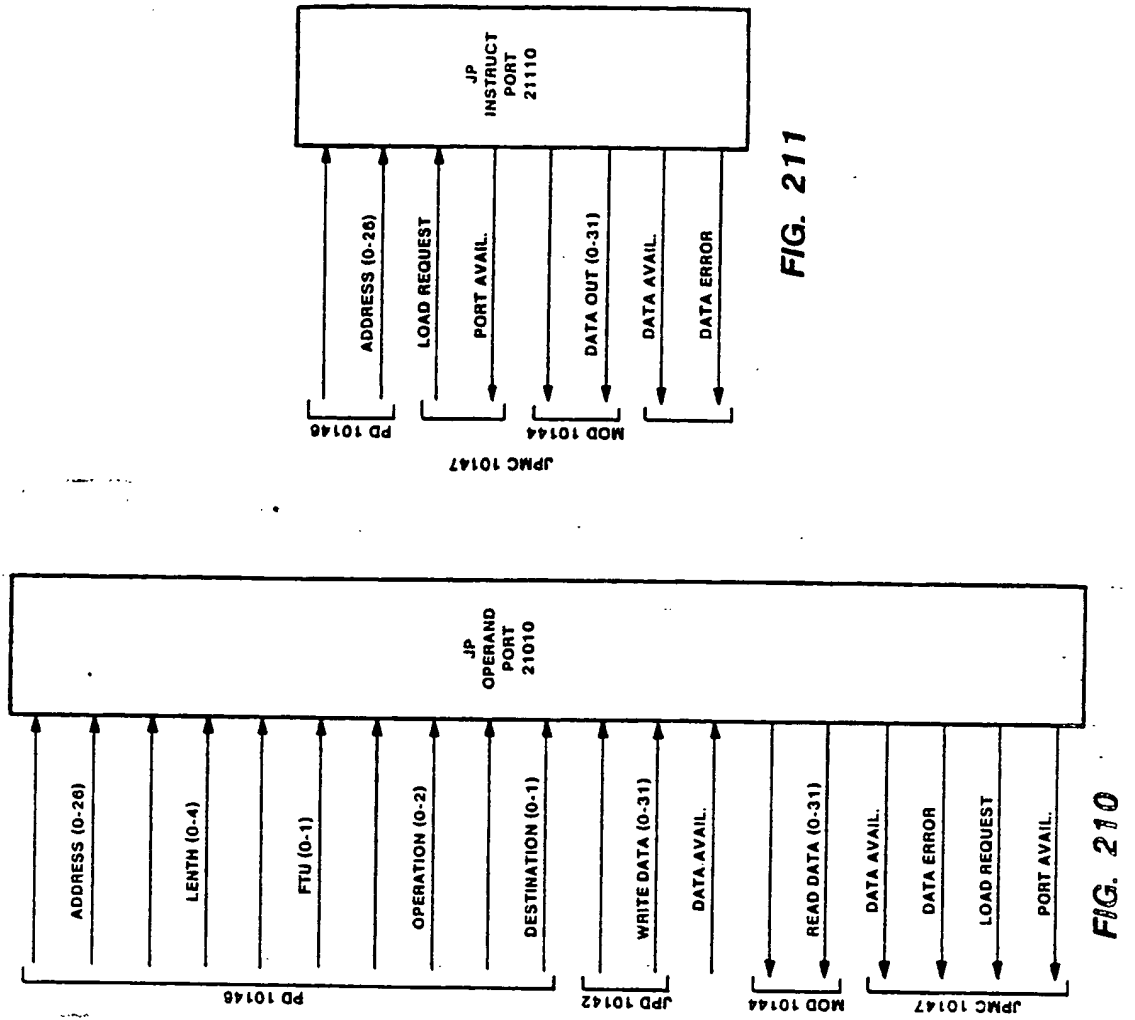 JP
INSTRUCT
PORT
21110
ADDRESS (0-26)
LOAD REQUEST
PORT AVAIL.
DATA OUT (0-31)
DATA AVAIL.
DATA ERROR
PD 10146
JPMC 10147
MOD 10144
FIG. 211
JP
OPERAND
PORT
21010
ADDRESS (0-26)
LENTH (0-4)
FTU (0-1)
OPERATION (0-2)
DESTINATION (0-1)
WRITE DATA (0-31)
DATA AVAIL.
READ DATA (0-31)
DATA AVAIL.
DATA ERROR
LOAD REQUEST
PORT AVAIL.
PD 10146
JPD 10142
MOD 10144
JPMC 10147
FIG. 210